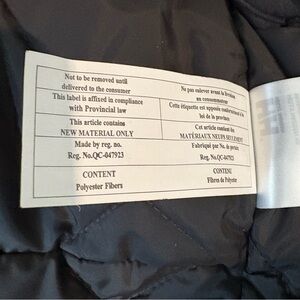 Not to be removed until
delivered to the consumer
This label is affixed in compliance
with Provincial law
This article contains
NEW MATERIAL ONLY
Made by reg. no.
Reg. No.QC-047923
CONTENT
Polyester Fibers
Ne pas enlever avant la livraison
au consommateur
Cette étiquette est apposée conformément à la
loi de la province
Cet article contient du
MATÉRIAUX NEUFS SEULEMENT
Fabriqué par No. de permis
Reg. No.QC-047923
CONTENU
Fibres de Polyester